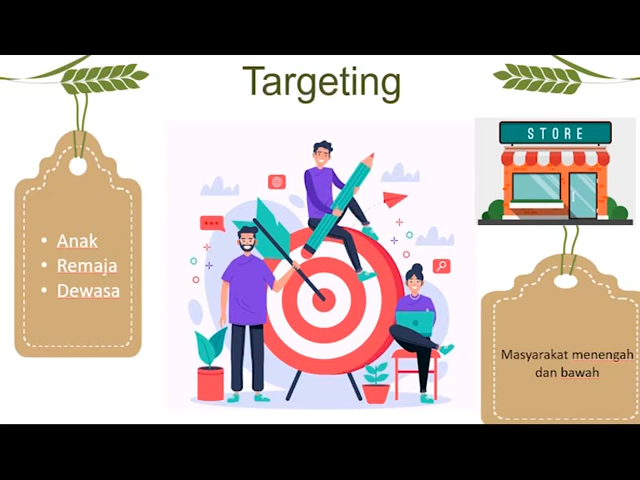 Targeting
STORE
• Anak
• Remaja
• Dewasa
Masyarakat menengah
dan bawah